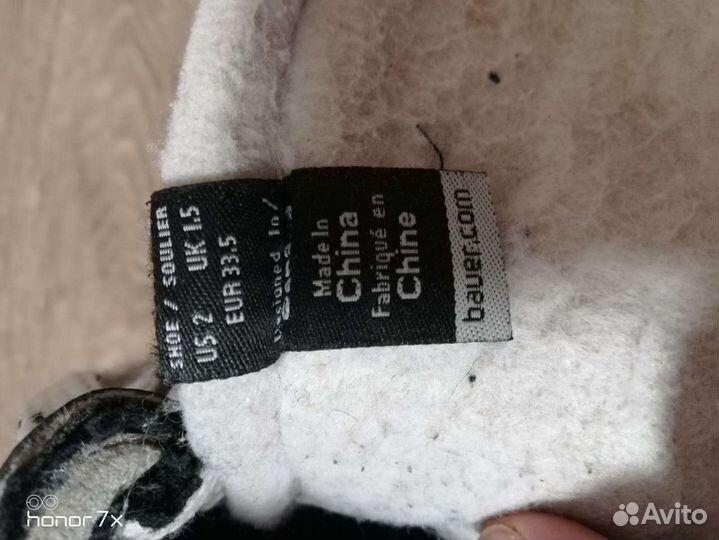 SHOE / SOULIER
US 2 UK 1.5
EUR 33.5
Designed In/
Made In
China
Fabriqué en
Chine
bauer.com
honor 7x
Avito